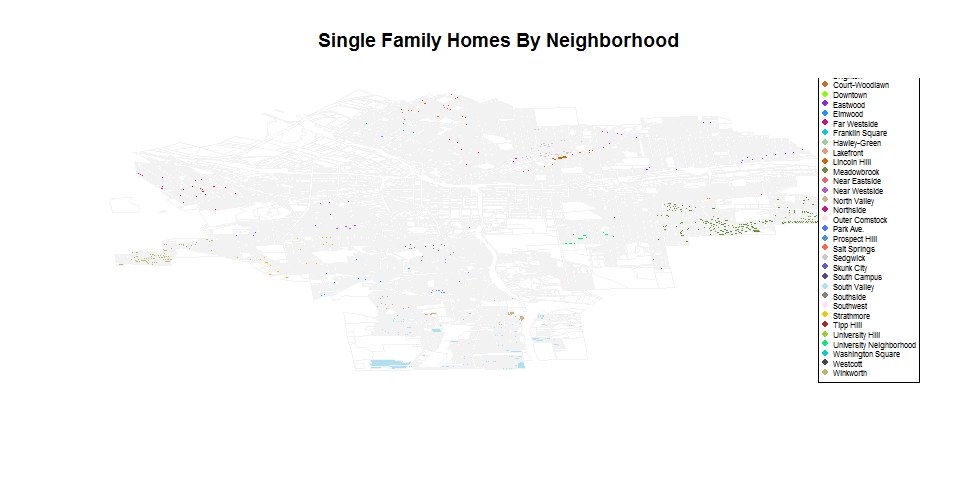 Single Family Homes By Neighborhood
Court-Woodlawn
Downtown
Eastwood
Elmwood
Far Westside
Franklin Square
Hawley-Green
Lakefront
Lincoln Hill
Meadowbrook
Near Eastside
Near Westside
North Valley
Northside
Outer Comstock
Park Ave.
Prospect Hill
Salt Springs
Sedgwick
Skunk City
South Campus
South Valley
Southside
Southwest
Strathmore
Tipp Hill
University Hill
University Neighborhood
Washington Square
Westcott
Winkworth